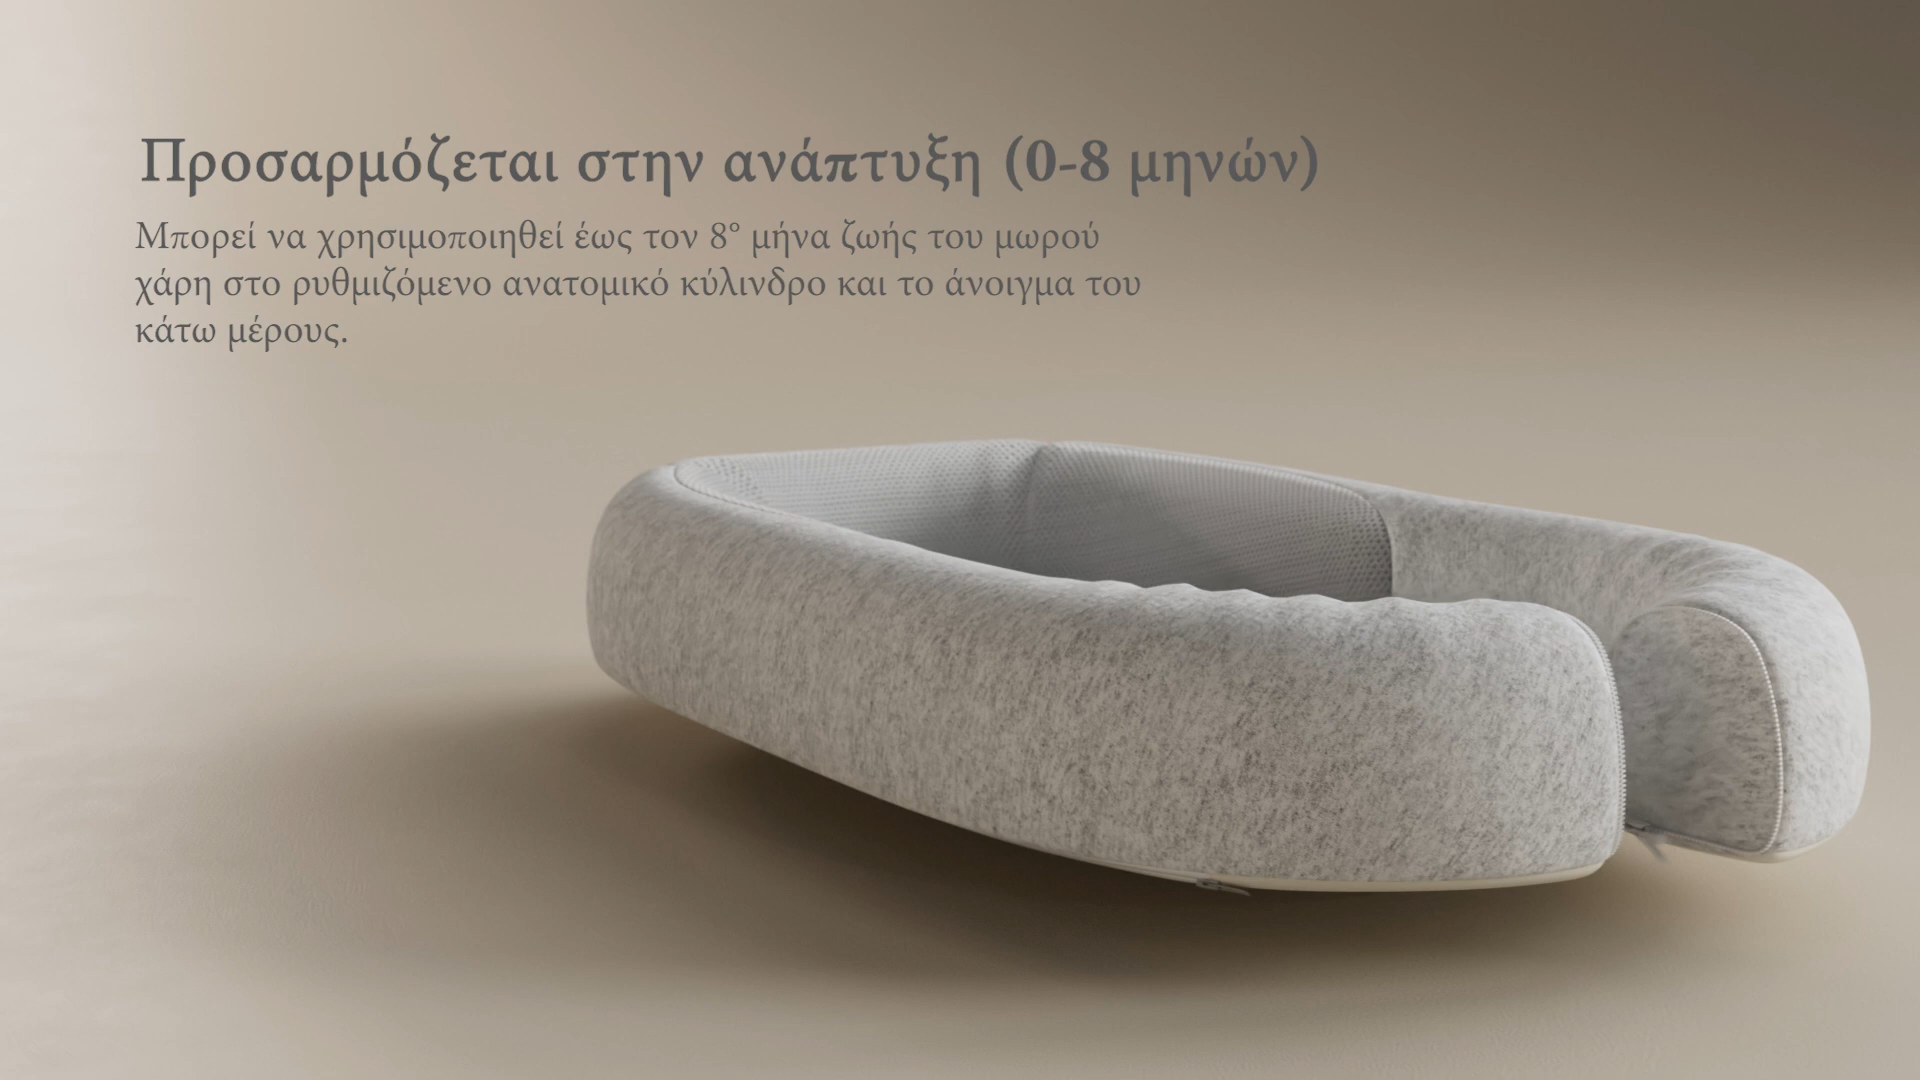 Προσαρμόζεται στην ανάπτυξη (0-8 μηνών)
Μπορεί να χρησιμοποιηθεί έως τον 8° μήνα ζωής του μωρού
χάρη στο ρυθμιζόμενο ανατομικό κύλινδρο και το άνοιγμα του
κάτω μέρους.